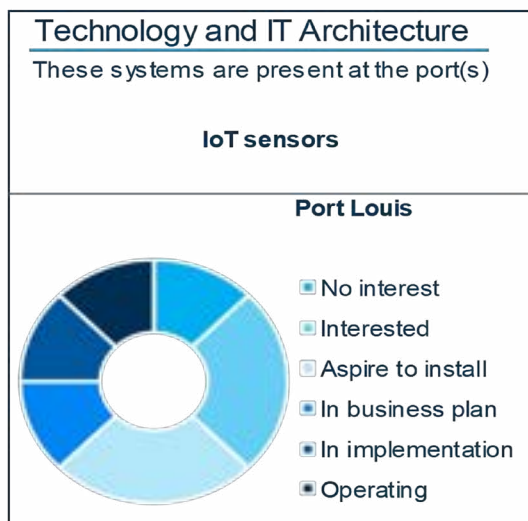 Technology and IT Architecture
These systems are present at the port(s)
IoT sensors
Port Louis
No interest
Interested
Aspire to install
In business plan
In implementation
Operating